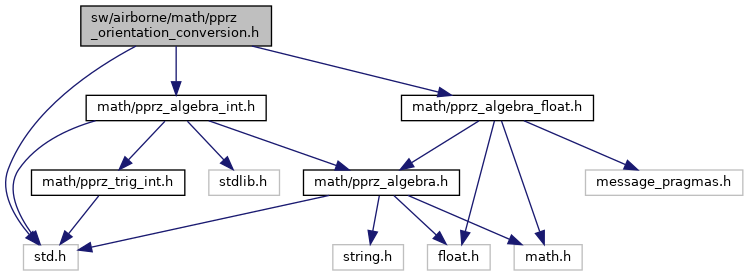 sw/airborne/math/pprz
_orientation_conversion.h
math/pprz_algebra_int.h
math/pprz_algebra_float.h
math/pprz_trig_int.h
stdlib.h
math/pprz_algebra.h
message_pragmas.h
std.h
string.h
float.h
math.h